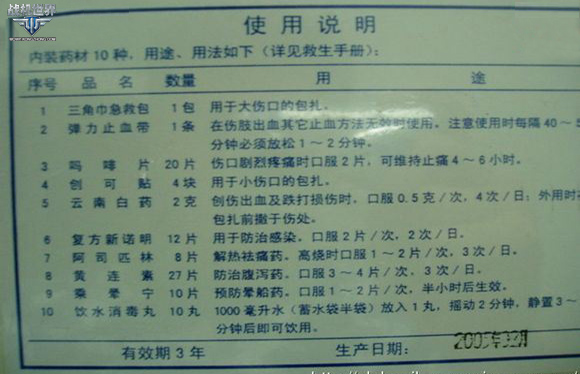 战机世界
使用说明
内装药材10种、用途、用法如下（详见救生手册）：
序号 品名 数量 用途
1 三角巾急救包 1包 用于大伤口的包扎。
2 弹力止血带 1条 在伤肢出血其它止血方法无效时使用。注意使用时每隔40～5
分钟必须放松1～2分钟。
3 吗啡片 20片 伤口剧烈疼痛时口服2片，可维持止痛4～6小时。
4 创可贴 4块 用于小伤口的包扎。
5 云南白药 2克 创伤出血及跌打损伤时，口服0.5克/次，4次/日；外用时将
包扎前撒于伤处。
6 复方新诺明 12片 用于防治感染。口服2片/次，2次/日。
7 阿司匹林 8片 解热祛痛药。高烧时口服1～2片/次，3次/日。
8 黄连素 27片 防治腹泻药。口服3～4片/次，3次/日。
9 乘晕宁 10片 预防晕船药。口服1～2片/次，半小时后生效。
10 饮水消毒丸 10丸 1000毫升水（蓄水袋半袋）放入1丸，摇动2分钟，静置3～
分钟后即可饮用。
有效期3年 生产日期：